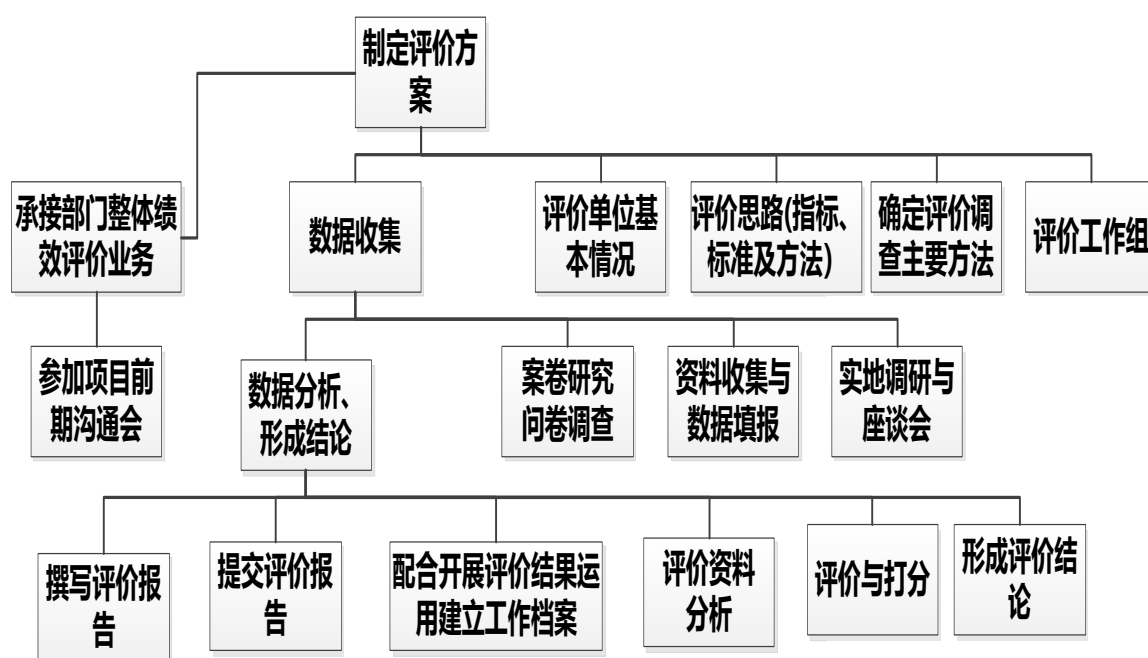 制定评价方
案
承接部门整体绩
效评价业务
数据收集
评价单位基
本情况
评价思路(指标、
标准及方法)
确定评价调
查主要方法
评价工作组
参加项目前
期沟通会
数据分析、
形成结论
案卷研究
问卷调查
资料收集与
数据填报
实地调研与
座谈会
撰写评价报
告
提交评价报
告
配合开展评价结果运
用建立工作档案
评价资料
分析
评价与打分
形成评价结
论